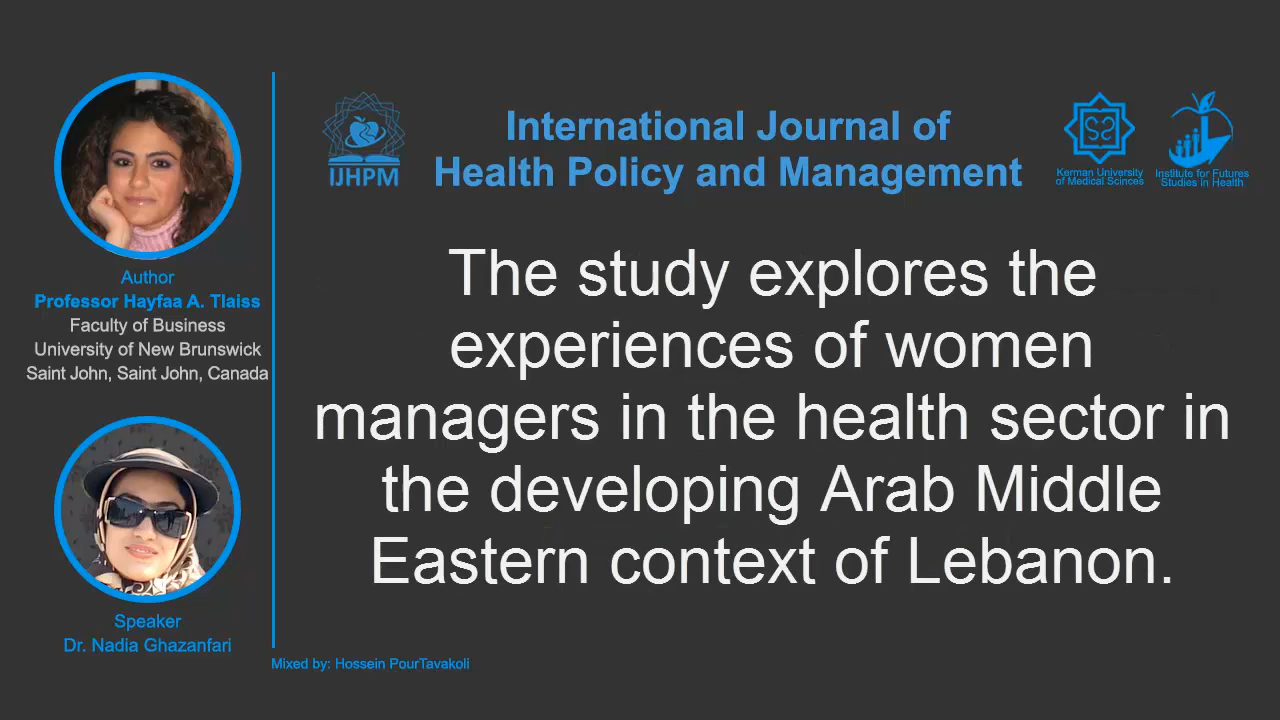 Author
Professor Hayfaa A. Tlaiss
Faculty of Business
University of New Brunswick
Saint John, Saint John, Canada
Speaker
Dr. Nadia Ghazanfari
Mixed by: Hossein PourTavakoli
IJHPM
International Journal of
Health Policy and Management
Kerman University
of Medical Scinces
Institute for Futures
Studies in Health
The study explores the
experiences of women
managers in the health sector in
the developing Arab Middle
Eastern context of Lebanon.